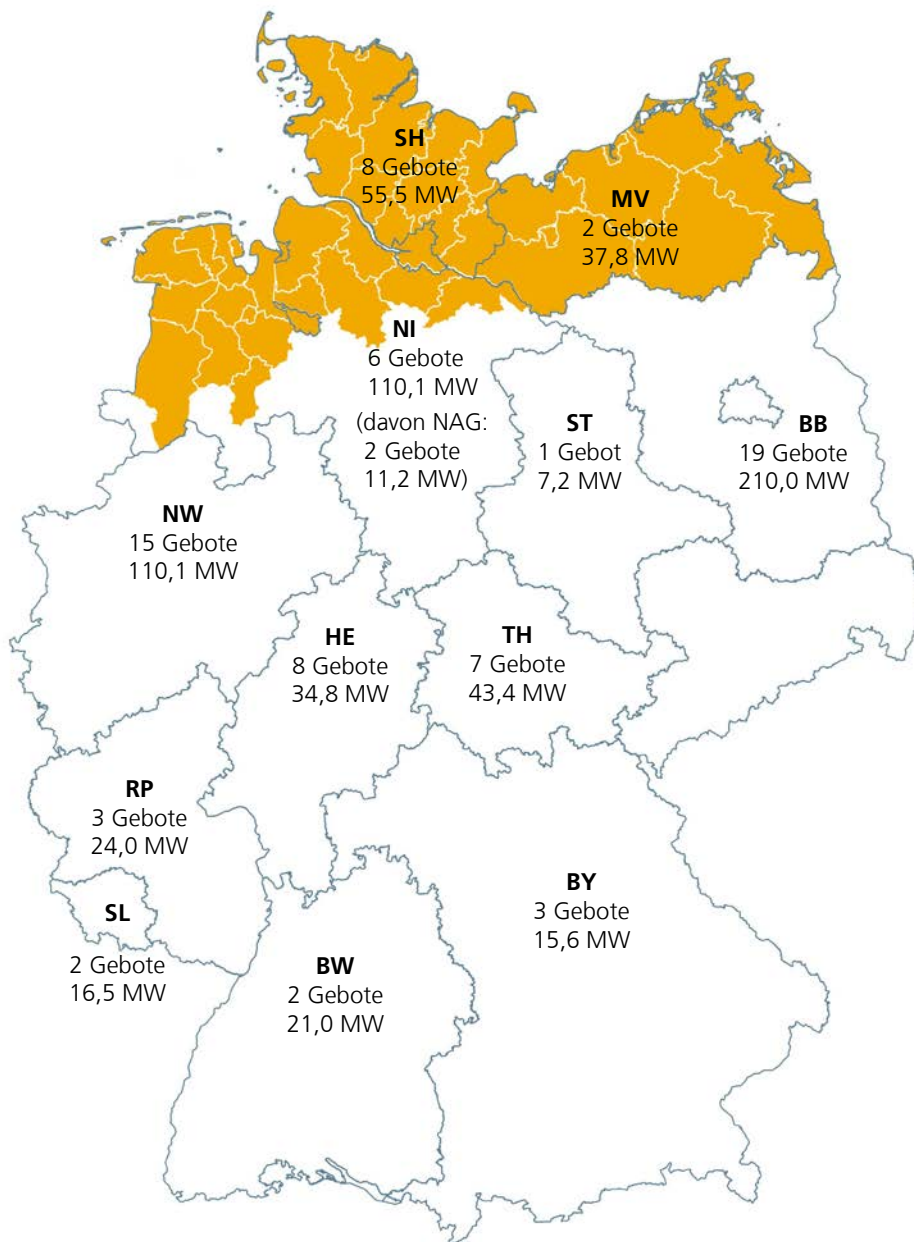 SH
8 Gebote
55,5 MW
MV
2 Gebote
37,8 MW
NI
6 Gebote
110,1 MW
(davon NAG:
2 Gebote
11,2 MW)
ST
1 Gebot
7,2 MW
BB
19 Gebote
210,0 MW
NW
15 Gebote
110,1 MW
HE
8 Gebote
34,8 MW
TH
7 Gebote
43,4 MW
RP
3 Gebote
24,0 MW
SL
2 Gebote
16,5 MW
BW
2 Gebote
21,0 MW
BY
3 Gebote
15,6 MW